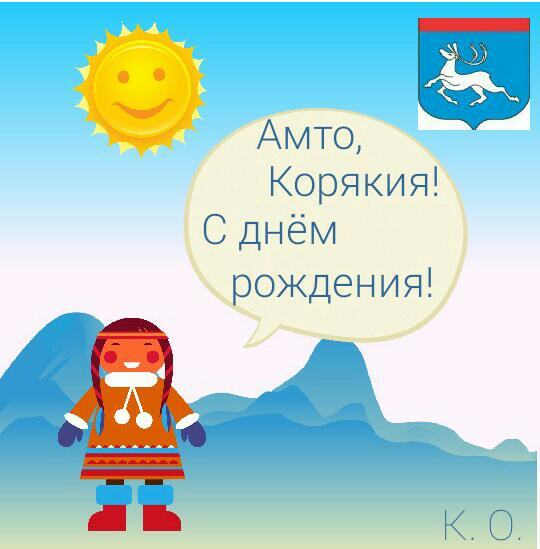 Амто,
Корякия!
С днём
рождения!
К. О.